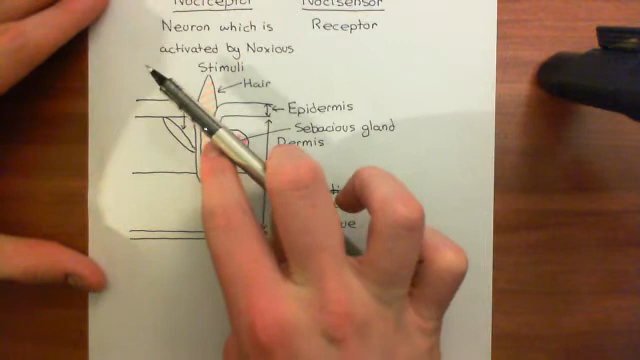 Nociceptor
Nocisensor
Neuron which is
activated by Noxious
Stimuli
Receptor
Hair
Epidermis
Sebacious gland
Dermis